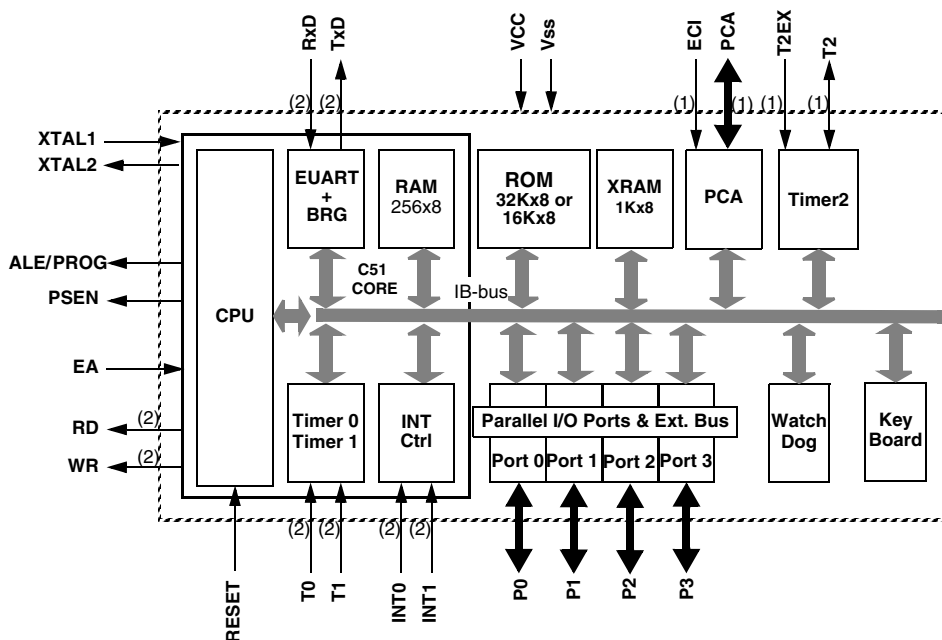 RxD
TxD
VCC
Vss
ECI
PCA
T2EX
T2
(2)
(2)
(1)
(1)
(1)
(1)
XTAL1
XTAL2
ALE/PROG
PSEN
EA
RD
(2)
WR
(2)
CPU
EUART
+
BRG
RAM
256x8
C51
CORE
IB-bus
ROM
32Kx8 or
16Kx8
XRAM
1Kx8
PCA
Timer2
Timer 0
Timer 1
INT
Ctrl
Parallel I/O Ports & Ext. Bus
Port 0
Port 1
Port 2
Port 3
Watch
Dog
Key
Board
(2)
(2)
(2)
(2)
RESET
T0
T1
INT0
INT1
P0
P1
P2
P3